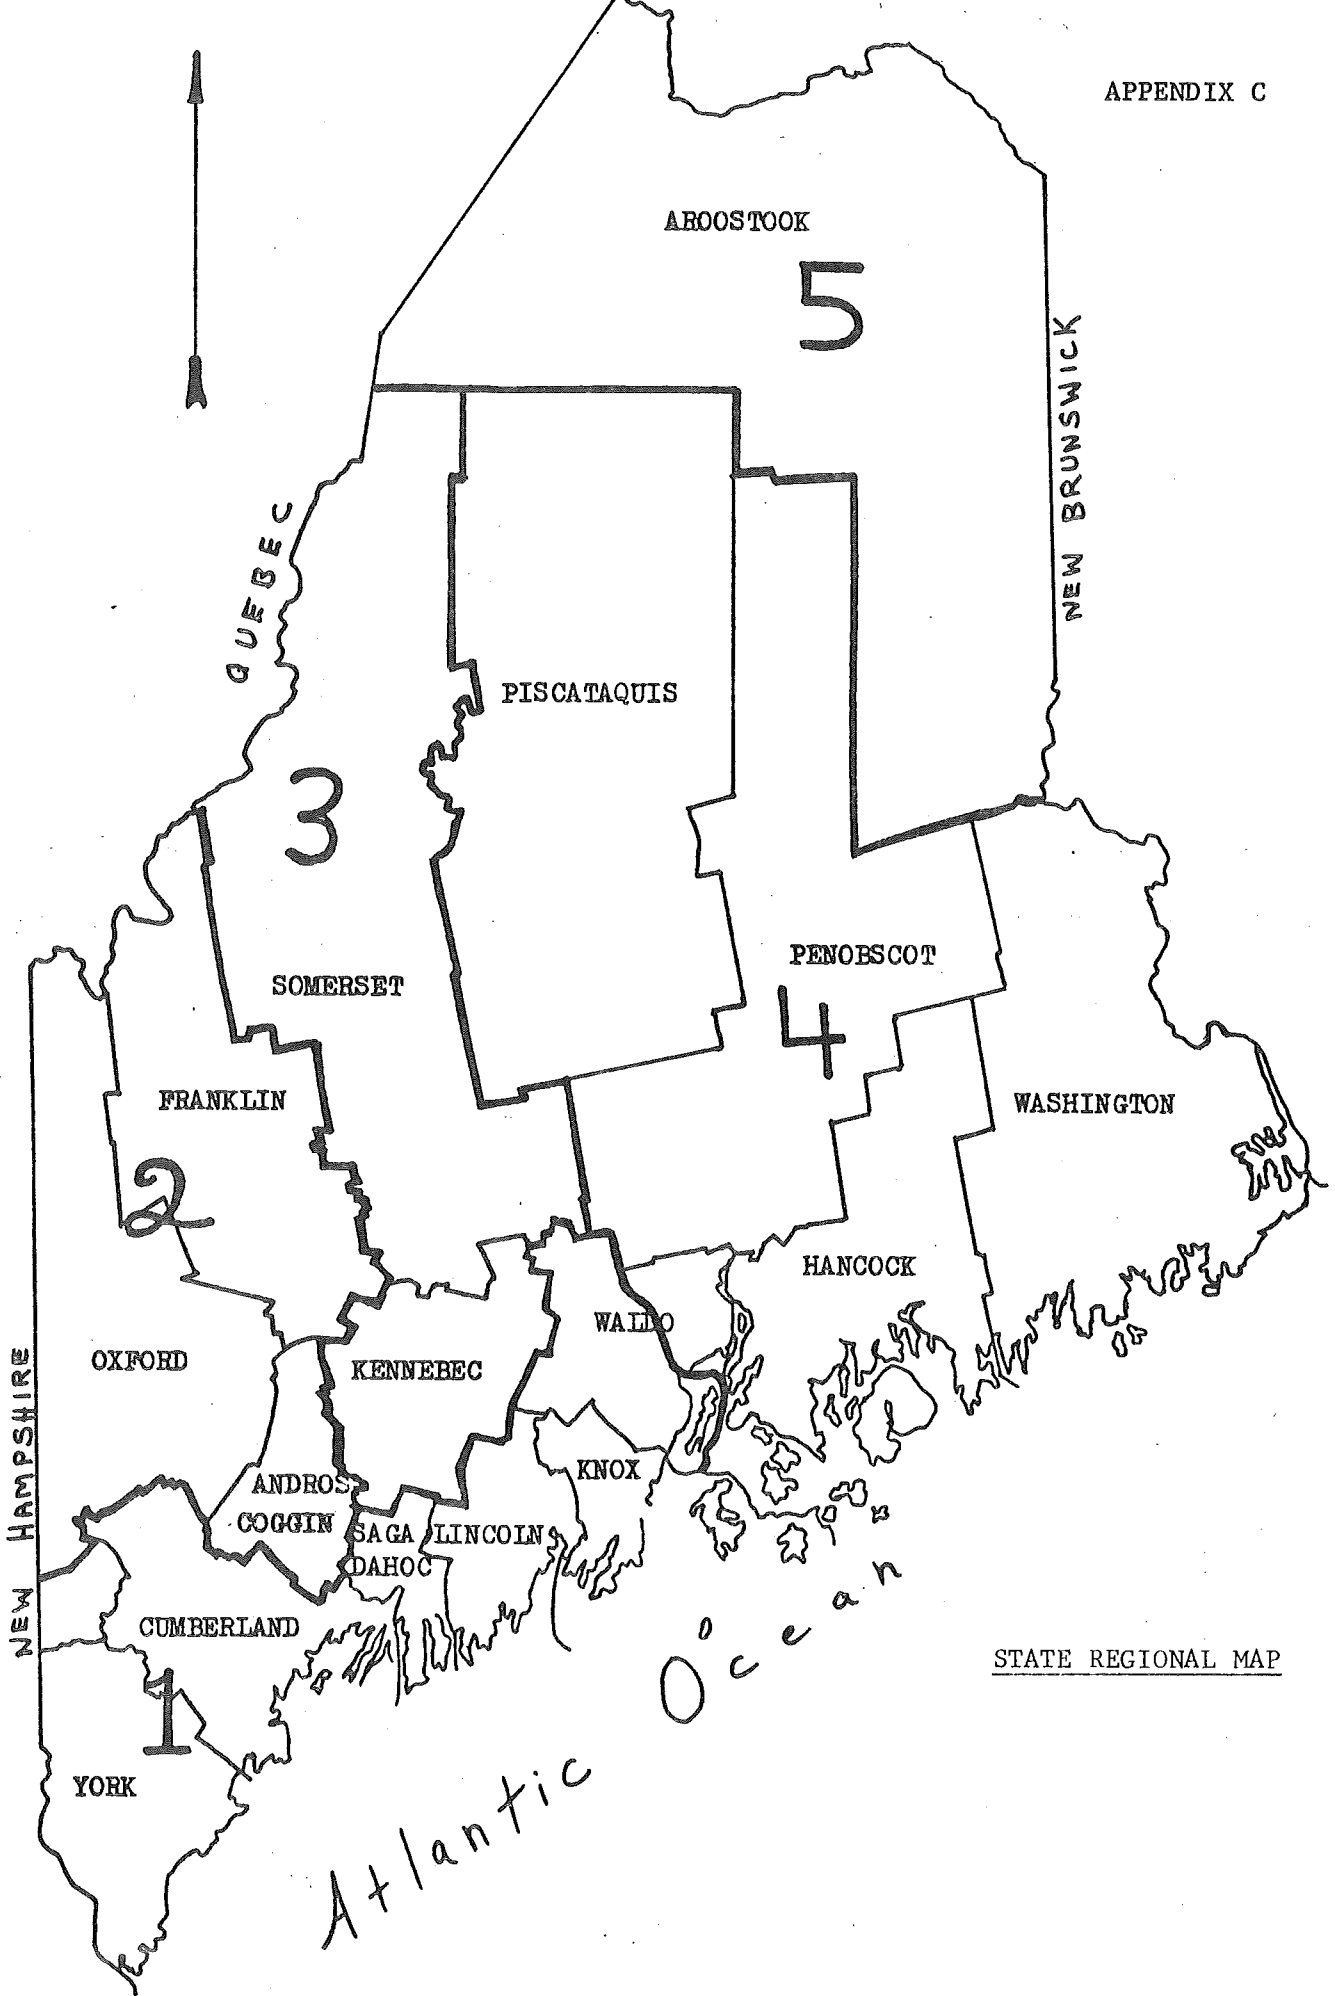 APPENDIX C
AROOSTOOK
5
NEW BRUNSWICK
QUEBEC
PISCATAQUIS
3
PENOBSCOT
SOMERSET
4
FRANKLIN
WASHINGTON
2
HANCOCK
WALDO
OXFORD
KENNEBEC
NEW HAMPSHIRE
KNOX
ANDROS
COGGIN
SAGA
DAHOC
LINCOLN
CUMBERLAND
STATE REGIONAL MAP
1
YORK
Atlantic Ocean